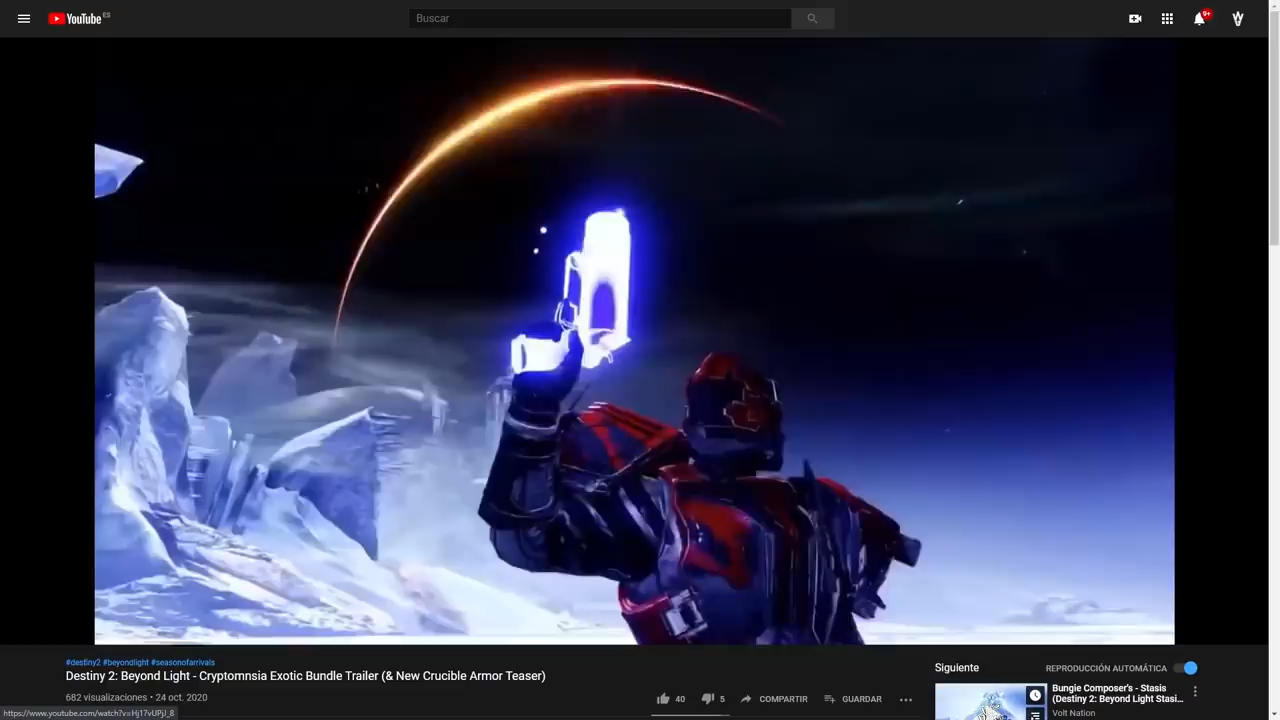 YouTube ES
Buscar
9+
#destiny2 #beyondlight #seasonofarrivals
Destiny 2: Beyond Light - Cryptomnsia Exotic Bundle Trailer (& New Crucible Armor Teaser)
682 visualizaciones • 24 oct. 2020
40
5
COMPARTIR
GUARDAR
Siguiente
REPRODUCCIÓN AUTOMÁTICA
Bungie Composer's - Stasis
(Destiny 2: Beyond Light Stasi...
Volt Nation
https://www.youtube.com/watch?v=Hj17vUPjJ_8